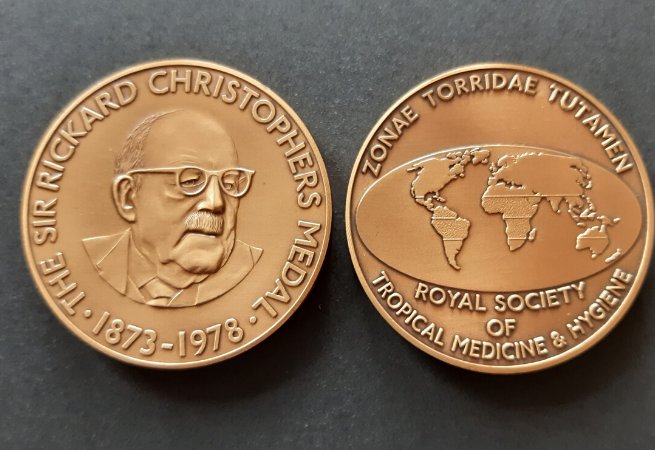 THE SIR RICKARD CHRISTOPHERS MEDAL
· 1873-1978 ·
ZONAE TORRIDAE TUTAMEN
ROYAL SOCIETY
OF
TROPICAL MEDICINE & HYGIENE